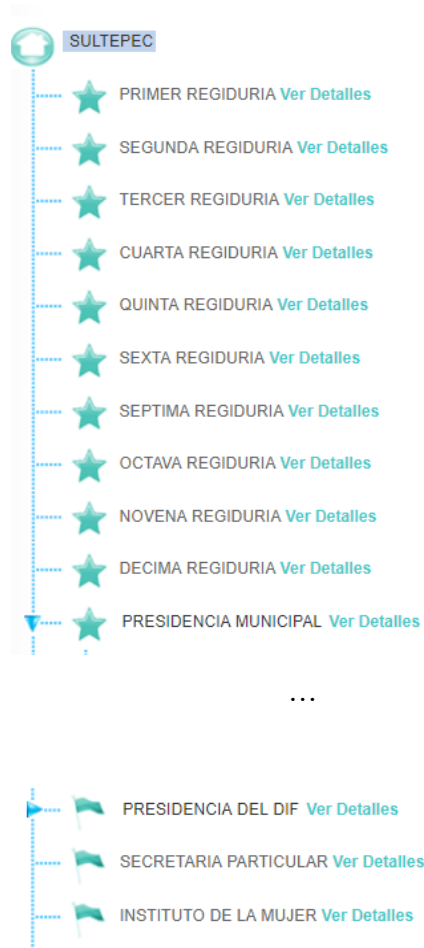 SULTEPEC
PRIMER REGIDURIA Ver Detalles
SEGUNDA REGIDURIA Ver Detalles
TERCER REGIDURIA Ver Detalles
CUARTA REGIDURIA Ver Detalles
QUINTA REGIDURIA Ver Detalles
SEXTA REGIDURIA Ver Detalles
SEPTIMA REGIDURIA Ver Detalles
OCTAVA REGIDURIA Ver Detalles
NOVENA REGIDURIA Ver Detalles
DECIMA REGIDURIA Ver Detalles
PRESIDENCIA MUNICIPAL Ver Detalles
...
PRESIDENCIA DEL DIF Ver Detalles
SECRETARIA PARTICULAR Ver Detalles
INSTITUTO DE LA MUJER Ver Detalles